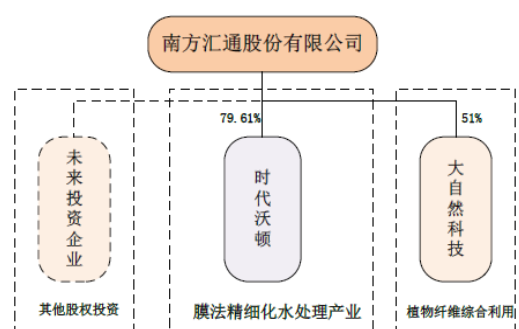 南方汇通股份有限公司
79.61%
51%
未来投资企业
时代沃顿
大自然科技
其他股权投资
膜法精细化水处理产业
植物纤维综合利用